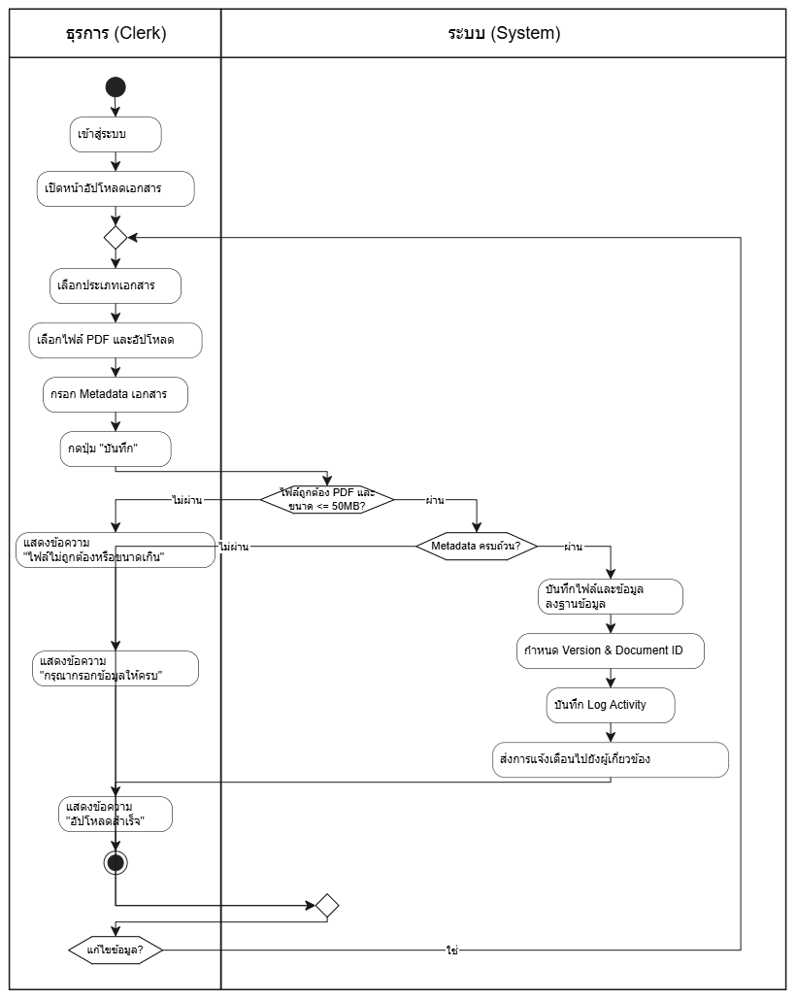 ธุรการ (Clerk)
ระบบ (System)
เข้าสู่ระบบ
เปิดหน้าอัปโหลดเอกสาร
เลือกประเภทเอกสาร
เลือกไฟล์ PDF และอัปโหลด
กรอก Metadata เอกสาร
กดปุ่ม "บันทึก"
ไฟล์ถูกต้อง PDF และ
ขนาด <= 50MB?
ไม่ผ่าน
ผ่าน
แสดงข้อความ
"ไฟล์ไม่ถูกต้องหรือขนาดเกิน"
ไม่ผ่าน
Metadata ครบถ้วน?
ผ่าน
บันทึกไฟล์และข้อมูล
ลงฐานข้อมูล
กำหนด Version & Document ID
แสดงข้อความ
"กรุณากรอกข้อมูลให้ครบ"
บันทึก Log Activity
ส่งการแจ้งเตือนไปยังผู้เกี่ยวข้อง
แสดงข้อความ
"อัปโหลดสำเร็จ"
แก้ไขข้อมูล?
ใช่